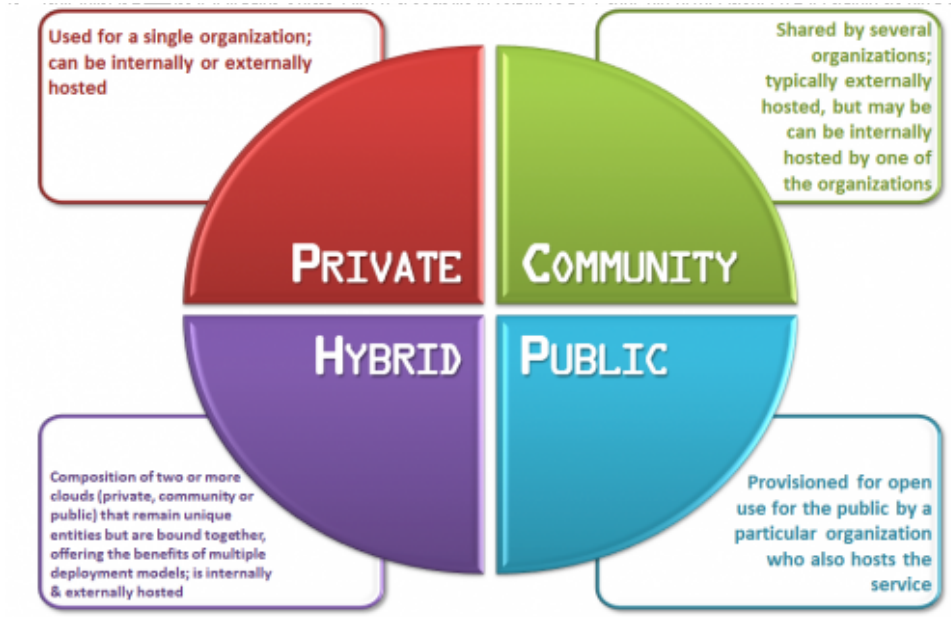 Used for a single organization;
can be internally or externally
hosted
Shared by several
organizations;
typically externally
hosted, but may be
can be internally
hosted by one of
the organizations
PRIVATE
COMMUNITY
HYBRID
PUBLIC
Composition of two or more
clouds (private, community or
public) that remain unique
entities but are bound together,
offering the benefits of multiple
deployment models; is internally
& externally hosted
Provisioned for open
use for the public by a
particular organization
who also hosts the
service